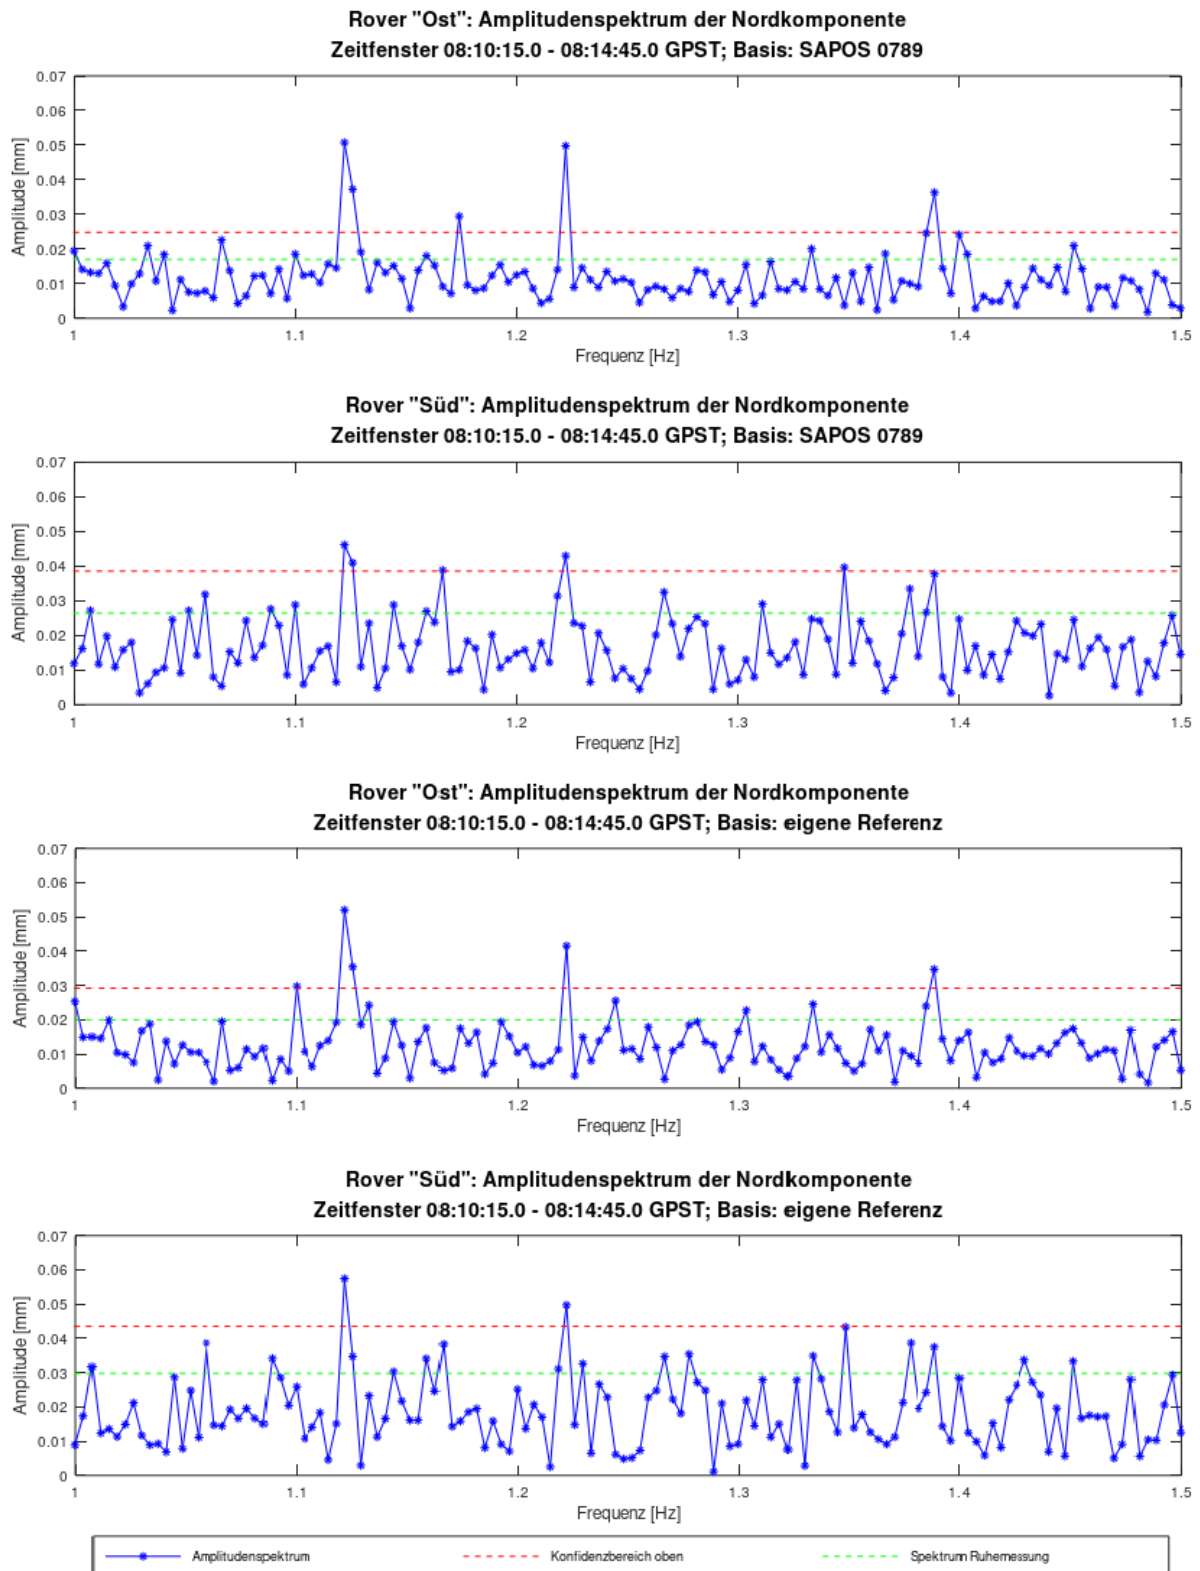 Rover "Ost": Amplitudenspektrum der Nordkomponente
Zeitfenster 08:10:15.0 - 08:14:45.0 GPST; Basis: SAPOS 0789
0.07
0.06
0.05
0.04
0.03
0.02
0.01
0
Amplitude [mm]
1 1.1 1.2 1.3 1.4 1.5
Frequenz [Hz]
Rover "Süd": Amplitudenspektrum der Nordkomponente
Zeitfenster 08:10:15.0 - 08:14:45.0 GPST; Basis: SAPOS 0789
0.07
0.06
0.05
0.04
0.03
0.02
0.01
0
Amplitude [mm]
1 1.1 1.2 1.3 1.4 1.5
Frequenz [Hz]
Rover "Ost": Amplitudenspektrum der Nordkomponente
Zeitfenster 08:10:15.0 - 08:14:45.0 GPST; Basis: eigene Referenz
0.07
0.06
0.05
0.04
0.03
0.02
0.01
0
Amplitude [mm]
1 1.1 1.2 1.3 1.4 1.5
Frequenz [Hz]
Rover "Süd": Amplitudenspektrum der Nordkomponente
Zeitfenster 08:10:15.0 - 08:14:45.0 GPST; Basis: eigene Referenz
0.07
0.06
0.05
0.04
0.03
0.02
0.01
0
Amplitude [mm]
1 1.1 1.2 1.3 1.4 1.5
Frequenz [Hz]
Amplitudenspektrum Konfidenzbereich oben Spektrum Ruhemessung